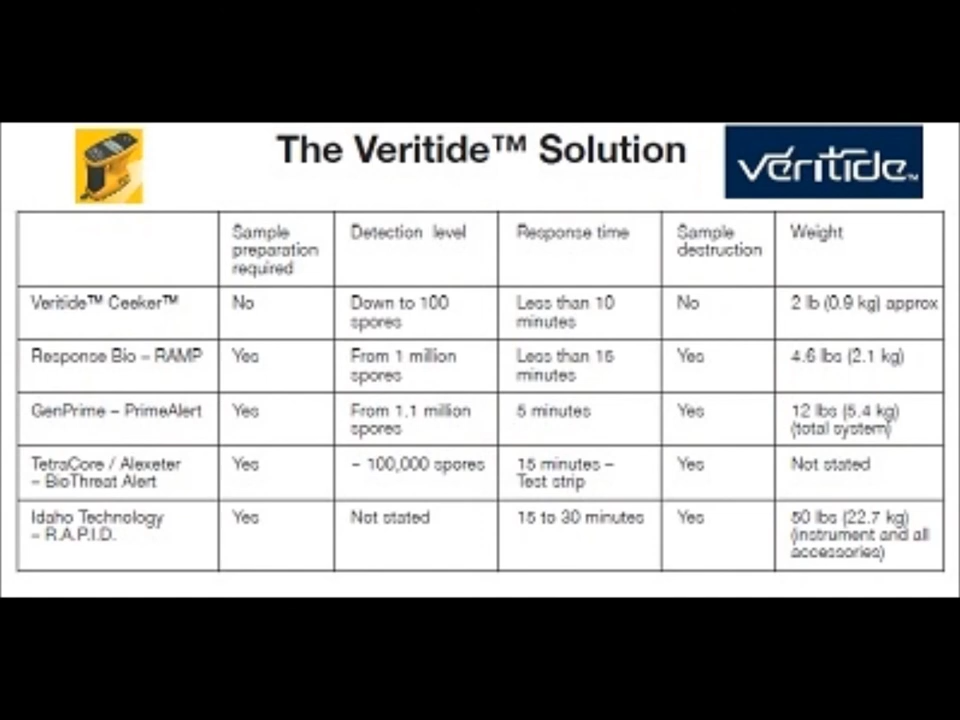 The Veritide™ Solution
veritide™
Sample preparation required
Detection level
Response time
Sample destruction
Weight
Veritide™ Ceeker™
No
Down to 100 spores
Less than 10 minutes
No
2 lb (0.9 kg) approx
Response Bio – RAMP
Yes
From 1 million spores
Less than 15 minutes
Yes
4.6 lbs (2.1 kg)
GenPrime – PrimeAlert
Yes
From 1.1 million spores
5 minutes
Yes
12 lbs (5.4 kg) (total system)
TetraCore / Alexeter – BioThreat Alert
Yes
~ 100,000 spores
15 minutes – Test strip
Yes
Not stated
Idaho Technology – R.A.P.I.D.
Yes
Not stated
15 to 30 minutes
Yes
50 lbs (22.7 kg) (instrument and all accessories)